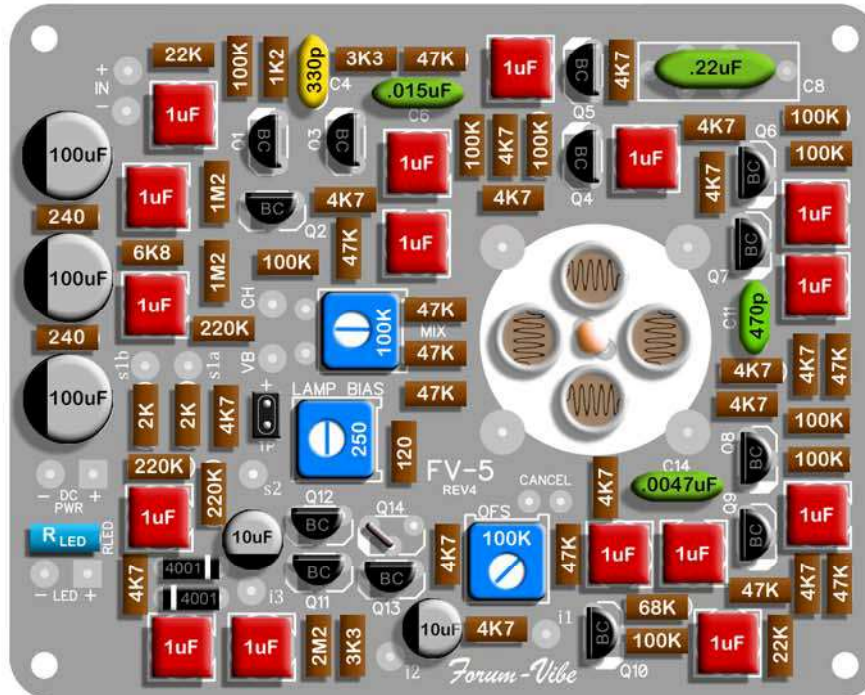 22K
100K
1K2
330p
C4
3K3
47K
1uF
Q5
4K7
.22uF
C8
+
IN
-
1uF
.015uF
C6
100uF
Q1
BC
Q3
BC
BC
100K
4K7
100K
4K7
Q6
100K
100K
1uF
1M2
1uF
BC
Q4
1uF
4K7
BC
240
BC
Q2
4K7
4K7
1uF
6K8
1M2
100K
47K
1uF
BC
Q7
1uF
100uF
1uF
220K
CH
VB
100K
47K
MIX
47K
C11
470p
240
s1b
s1a
+
LAMP BIAS
47K
4K7
4K7
4K7
47K
100uF
2K
2K
4K7
250
120
4K7
100K
220K
220K
s2
FV-5
REV4
CANCEL
4K7
C14
.0047uF
Q8
BC
100K
- DC +
PWR
1uF
10uF
Q12
BC
Q14
OFS
100K
Q9
BC
1uF
RLED
RLED
4K7
4001
4001
BC
Q11
BC
Q13
4K7
47K
1uF
1uF
47K
4K7
47K
- LED +
i3
10uF
4K7
i1
BC
Q10
68K
100K
1uF
22K
1uF
1uF
2M2
3K3
i2
Forum-Vibe